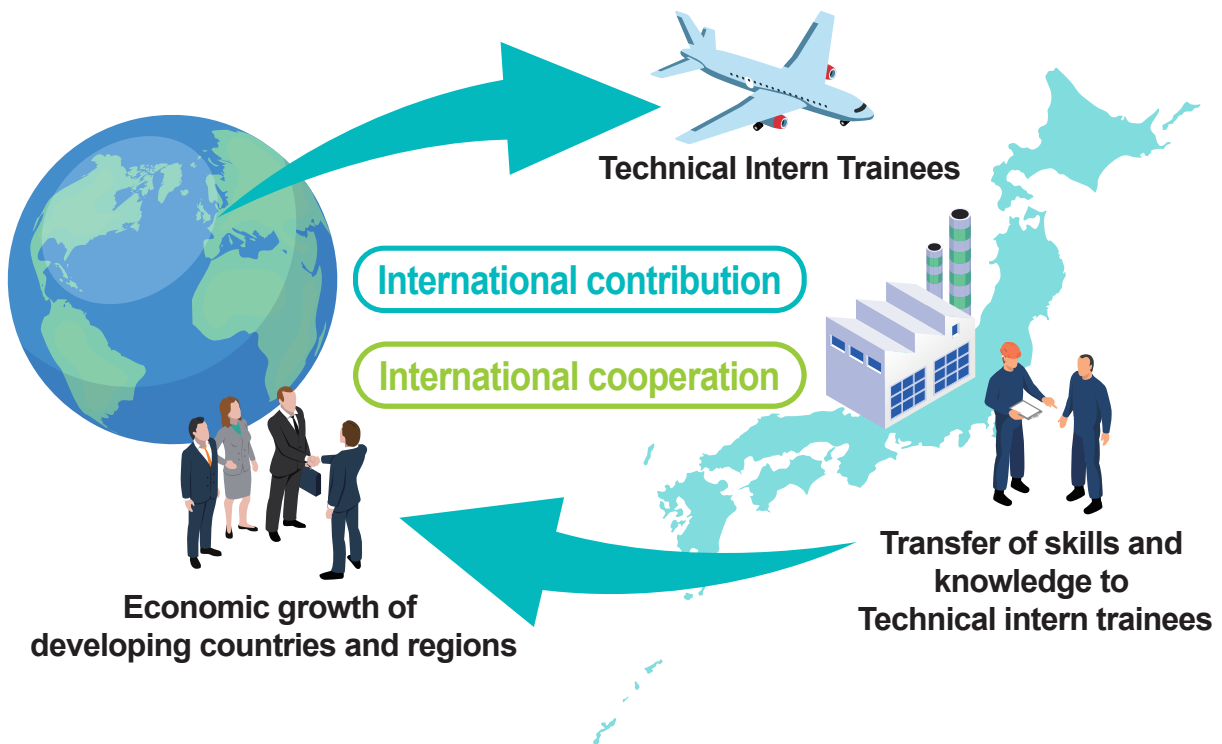 Technical Intern Trainees
International contribution
International cooperation
Transfer of skills and
knowledge to
Technical intern trainees
Economic growth of
developing countries and regions